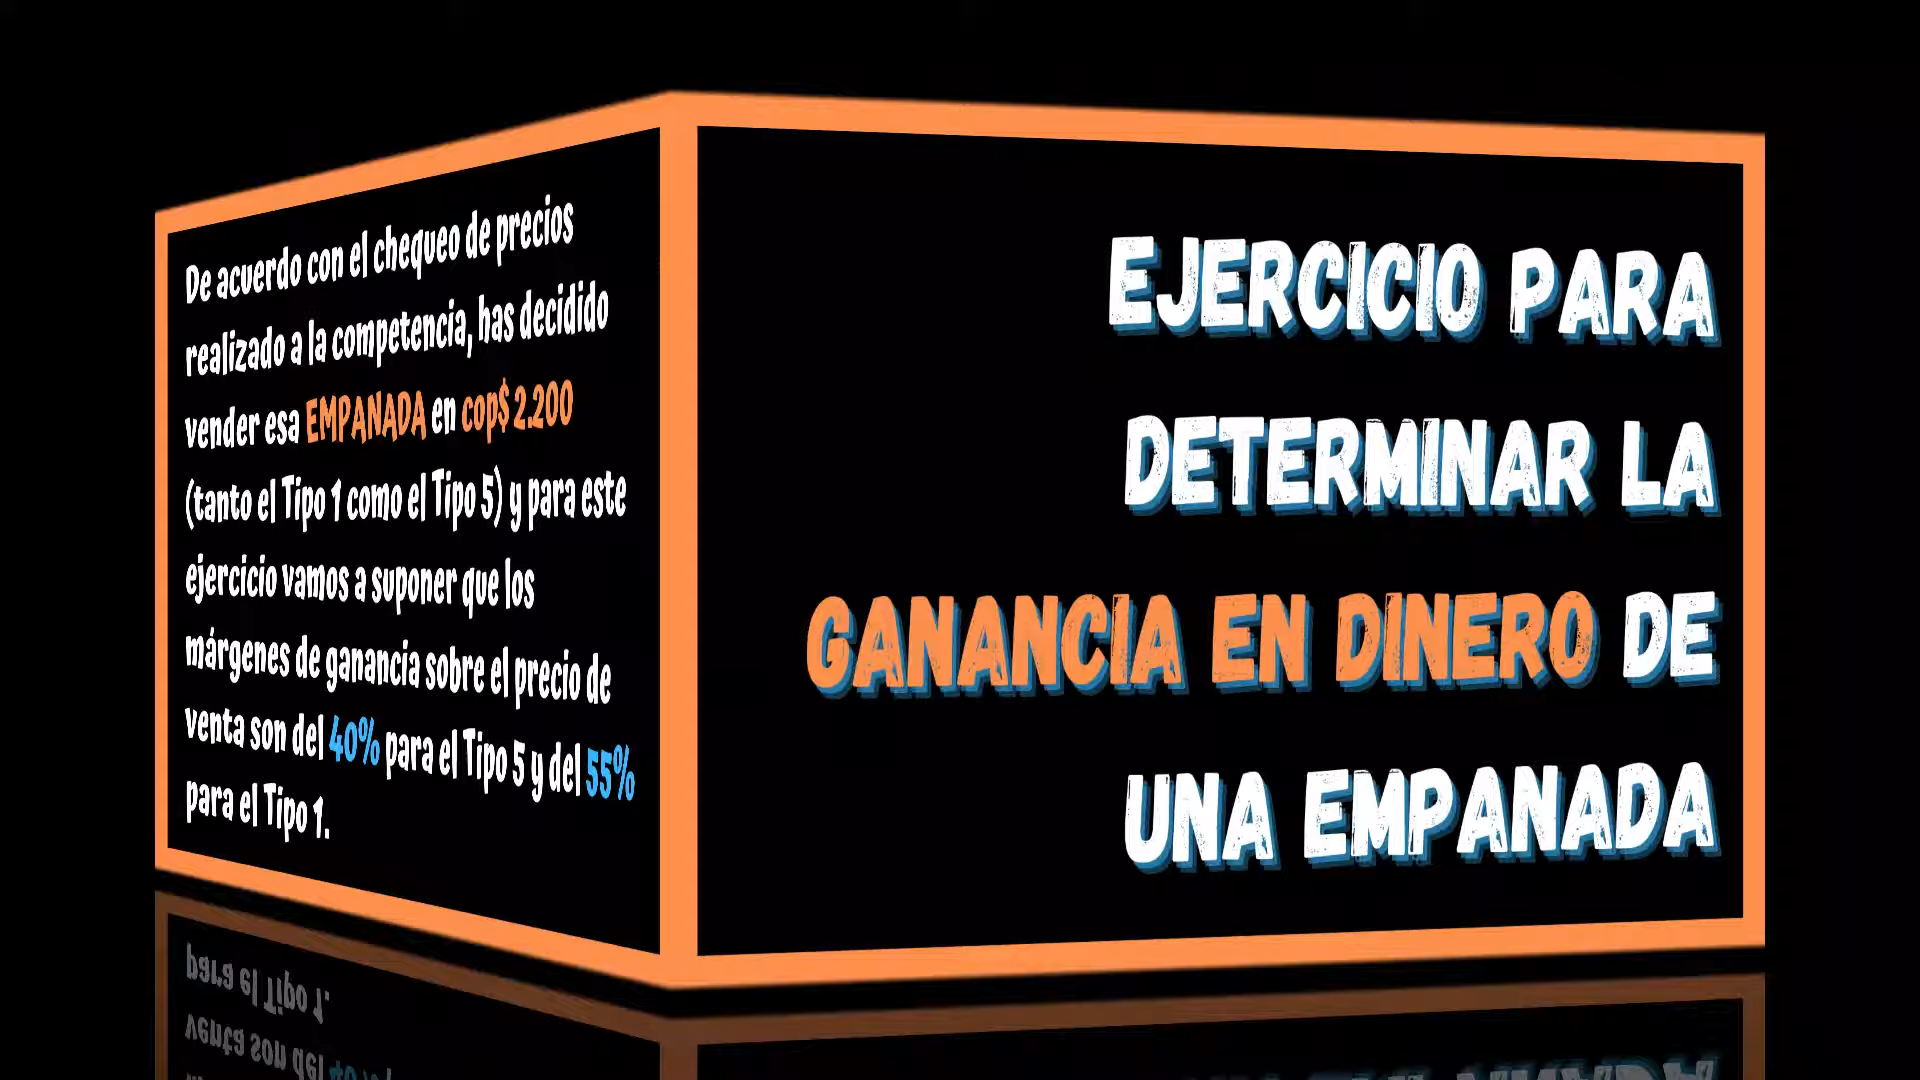 De acuerdo con el chequeo de precios
realizado a la competencia, has decidido
vender esa EMPANADA en cop$ 2.200
(tanto el Tipo 1 como el Tipo 5) y para este
ejercicio vamos a suponer que los
márgenes de ganancia sobre el precio de
venta son del 40% para el Tipo 5 y del 55%
para el Tipo 1.
EJERCICIO PARA
DETERMINAR LA
GANANCIA EN DINERO DE
UNA EMPANADA